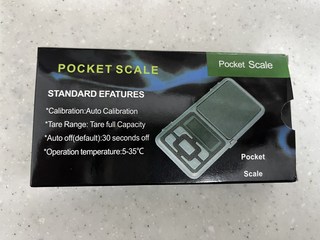 POCKET SCALE
Pocket Scale
STANDARD EFATURES
*Calibration:Auto Calibration
*Tare Range: Tare full Capacity
*Auto off(default):30 seconds off
*Operation temperature:5-35℃
Pocket
Scale